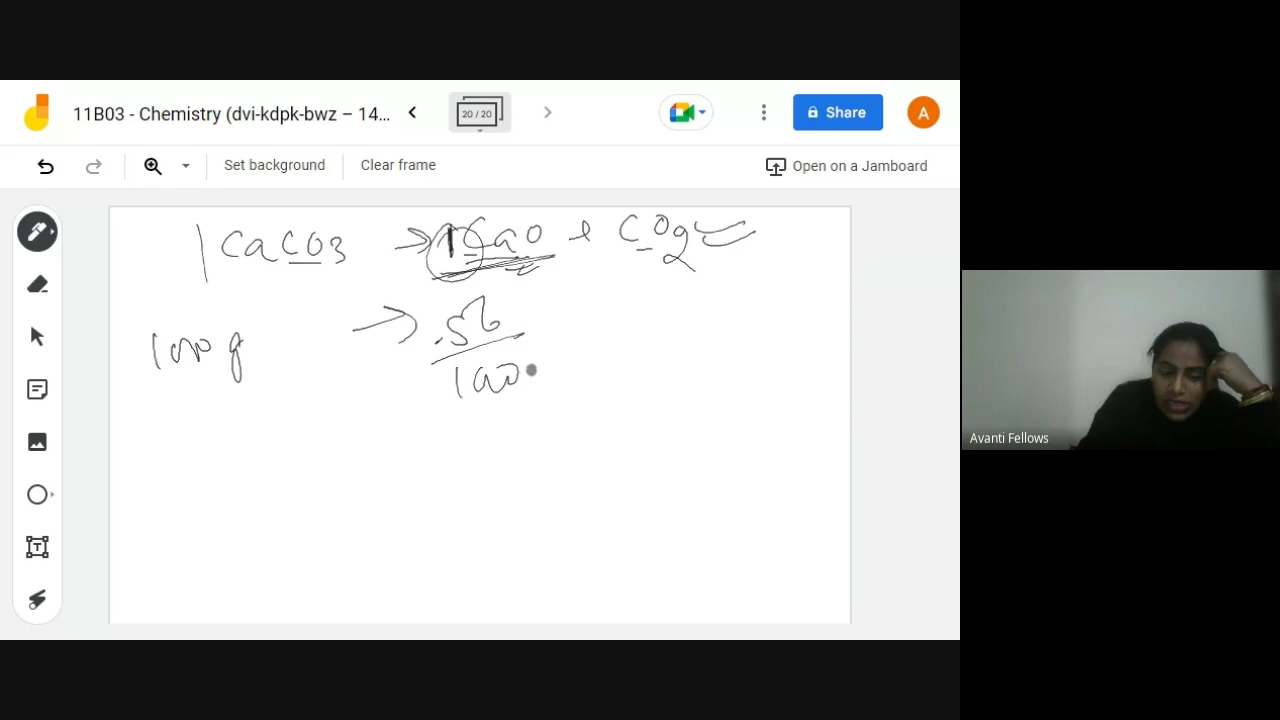 11B03 - Chemistry (dvi-kdpk-bwz – 14...
20 / 20
Share
A
Set background
Clear frame
Open on a Jamboard
1 CaCO3 → 1 CaO + CO2
100 g → .56
100
Avanti Fellows